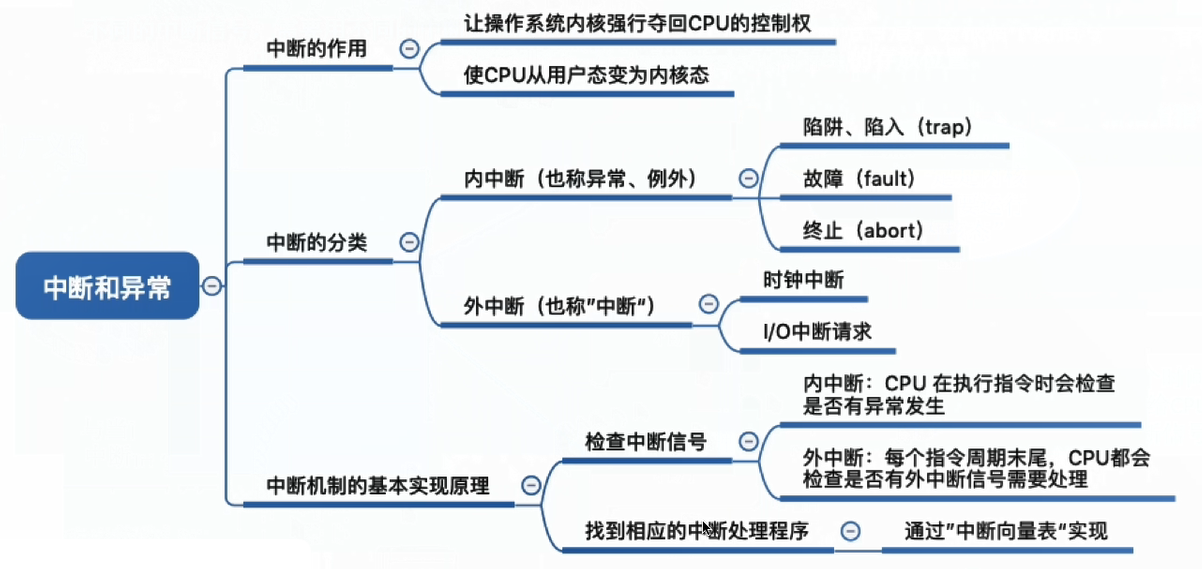 中断和异常
中断的作用
让操作系统内核强行夺回CPU的控制权
使CPU从用户态变为内核态
中断的分类
内中断（也称异常、例外）
陷阱、陷入（trap）
故障（fault）
终止（abort）
外中断（也称”中断“）
时钟中断
I/O中断请求
中断机制的基本实现原理
检查中断信号
内中断：CPU 在执行指令时会检查
是否有异常发生
外中断：每个指令周期末尾，CPU都会
检查是否有外中断信号需要处理
找到相应的中断处理程序
通过”中断向量表“实现